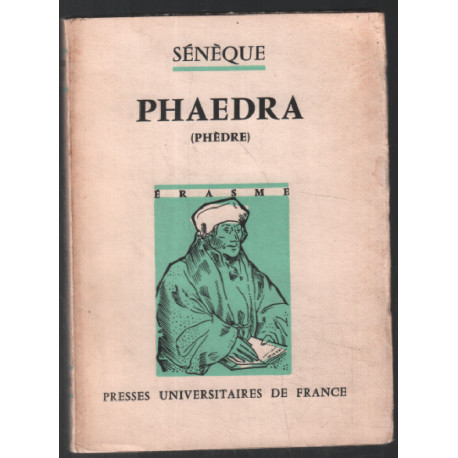 SÉNÈQUE
PHAEDRA
(PHÈDRE)
ÉRASME
PRESSES UNIVERSITAIRES DE FRANCE